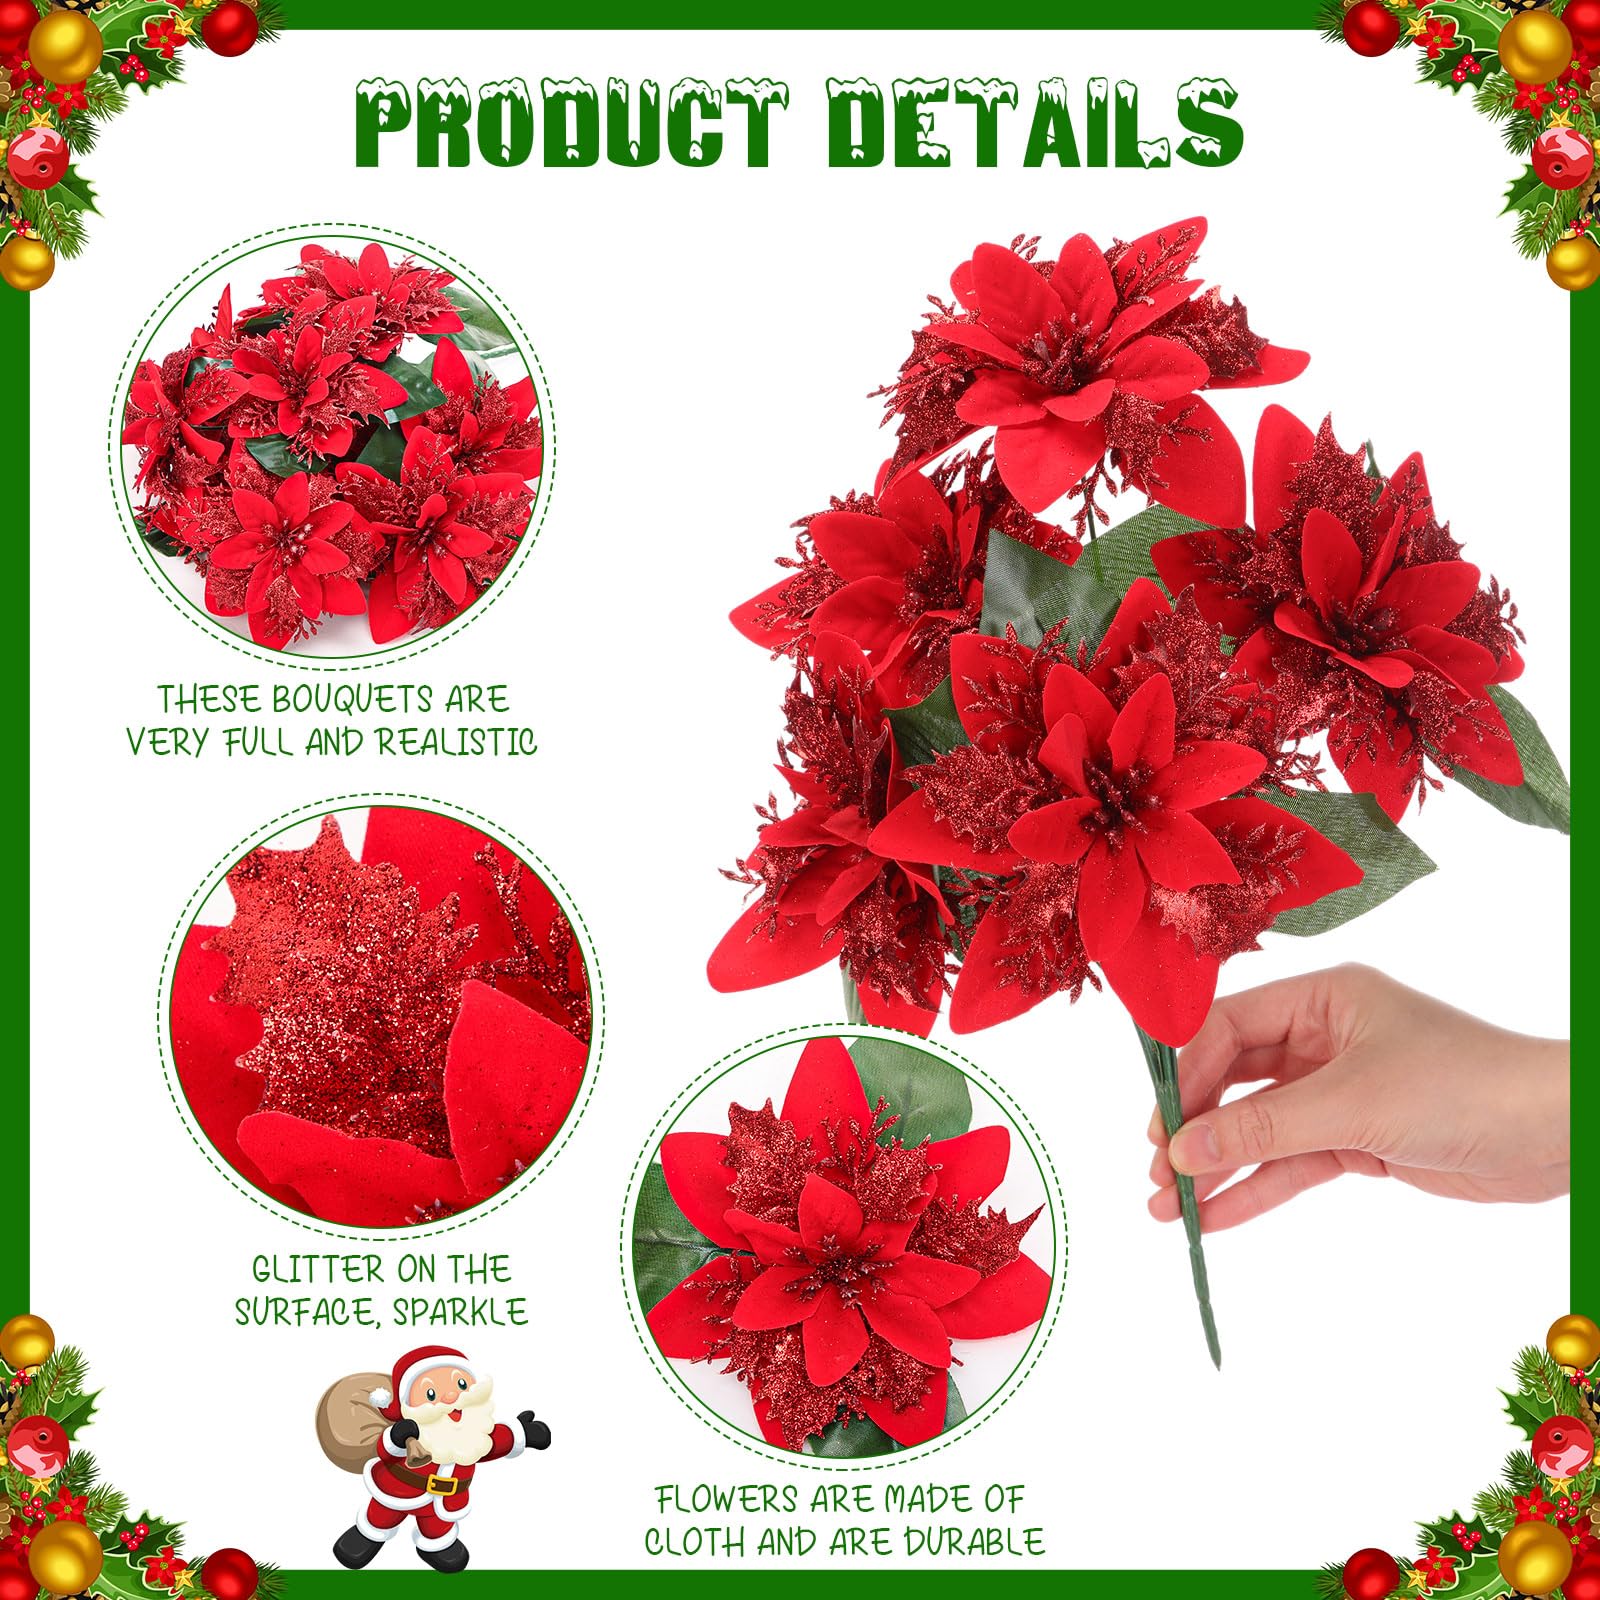 PRODUCT DETAILS
THESE BOUQUETS ARE
VERY FULL AND REALISTIC
GLITTER ON THE
SURFACE, SPARKLE
FLOWERS ARE MADE OF
CLOTH AND ARE DURABLE